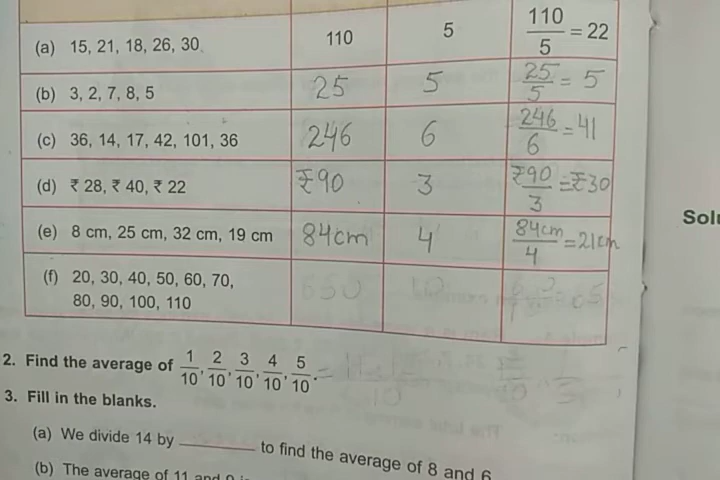 (a) 15, 21, 18, 26, 30 110 5 110/5 = 22
(b) 3, 2, 7, 8, 5 25 5 25/5 = 5
(c) 36, 14, 17, 42, 101, 36 246 6 246/6 = 41
(d) ₹ 28, ₹ 40, ₹ 22 ₹90 3 ₹90/3 = ₹30
(e) 8 cm, 25 cm, 32 cm, 19 cm 84cm 4 84cm/4 = 21cm
(f) 20, 30, 40, 50, 60, 70, 650 10
80, 90, 100, 110
2. Find the average of 1/10, 2/10, 3/10, 4/10, 5/10.
3. Fill in the blanks.
(a) We divide 14 by ________ to find the average of 8 and 6
(b) The average of 11 and